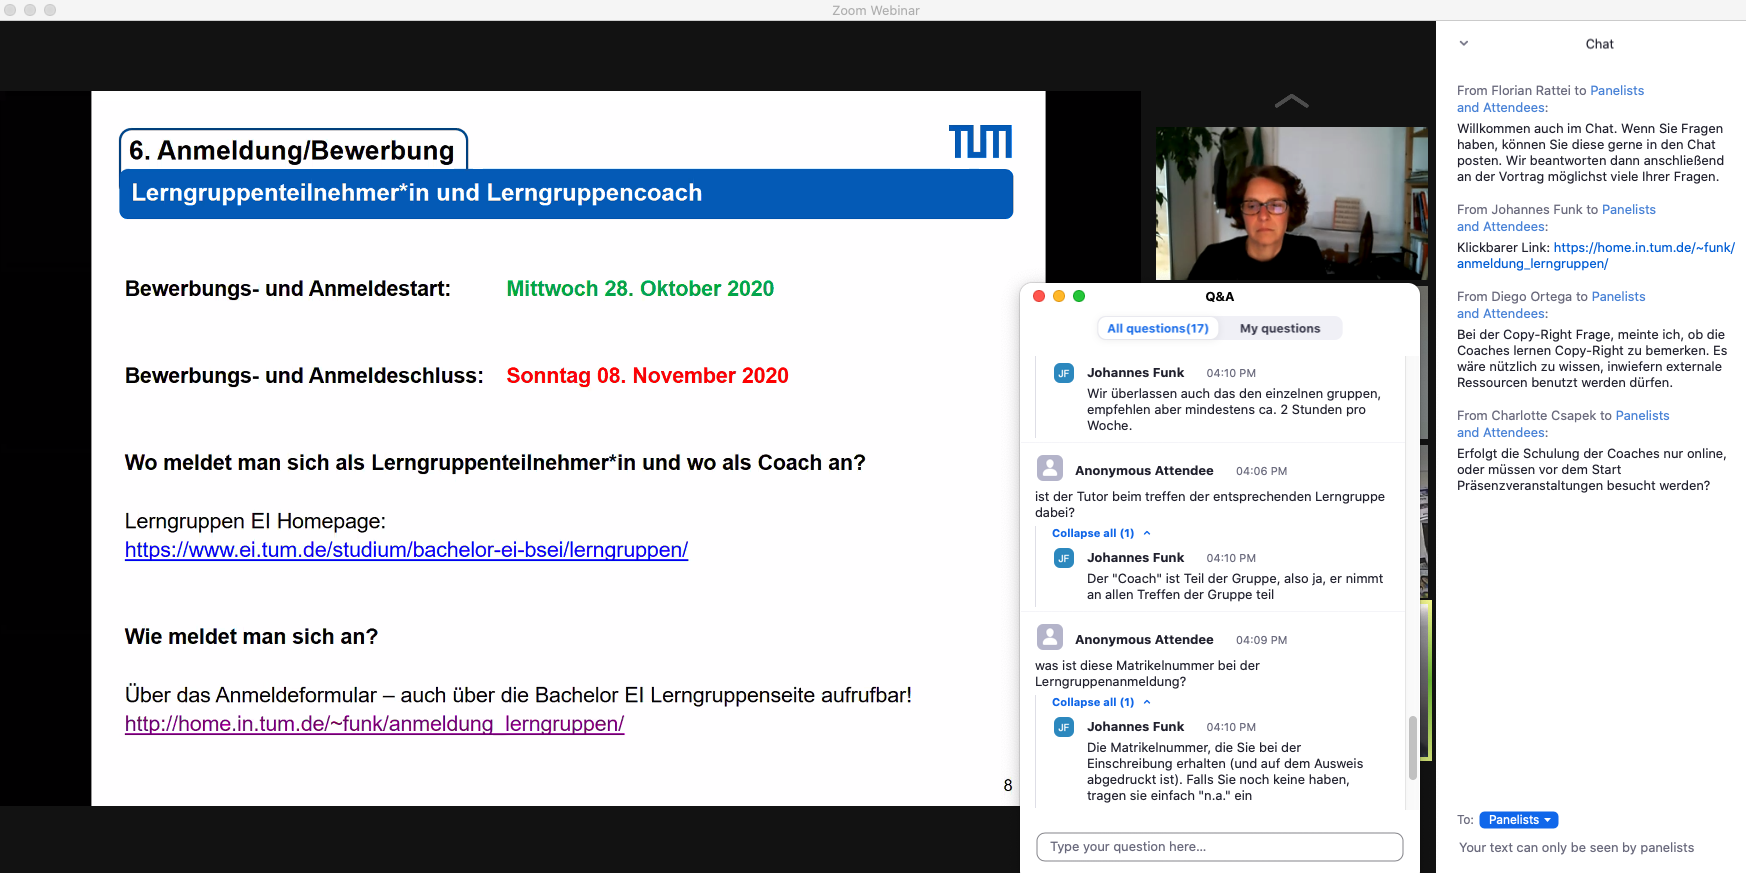 Zoom Webinar
6. Anmeldung/Bewerbung
TUM
Lerngruppenteilnehmer*in und Lerngruppencoach
Bewerbungs- und Anmeldestart: Mittwoch 28. Oktober 2020
Bewerbungs- und Anmeldeschluss: Sonntag 08. November 2020
Wo meldet man sich als Lerngruppenteilnehmer*in und wo als Coach an?
Lerngruppen EI Homepage:
https://www.ei.tum.de/studium/bachelor-ei-bsei/lerngruppen/
Wie meldet man sich an?
Über das Anmeldeformular – auch über die Bachelor EI Lerngruppenseite aufrufbar!
http://home.in.tum.de/~funk/anmeldung_lerngruppen/
8
Q&A
All questions(17) My questions
JF Johannes Funk 04:10 PM
Wir überlassen auch das den einzelnen gruppen,
empfehlen aber mindestens ca. 2 Stunden pro
Woche.
Anonymous Attendee 04:06 PM
ist der Tutor beim treffen der entsprechenden Lerngruppe
dabei?
Collapse all (1)
JF Johannes Funk 04:10 PM
Der "Coach" ist Teil der Gruppe, also ja, er nimmt
an allen Treffen der Gruppe teil
Anonymous Attendee 04:09 PM
was ist diese Matrikelnummer bei der
Lerngruppenanmeldung?
Collapse all (1)
JF Johannes Funk 04:10 PM
Die Matrikelnummer, die Sie bei der
Einschreibung erhalten (und auf dem Ausweis
abgedruckt ist). Falls Sie noch keine haben,
tragen sie einfach "n.a." ein
Type your question here...
Chat
From Florian Rattei to Panelists
and Attendees:
Willkommen auch im Chat. Wenn Sie Fragen
haben, können Sie diese gerne in den Chat
posten. Wir beantworten dann anschließend
an der Vortrag möglichst viele Ihrer Fragen.
From Johannes Funk to Panelists
and Attendees:
Klickbarer Link: https://home.in.tum.de/~funk/
anmeldung_lerngruppen/
From Diego Ortega to Panelists
and Attendees:
Bei der Copy-Right Frage, meinte ich, ob die
Coaches lernen Copy-Right zu bemerken. Es
wäre nützlich zu wissen, inwiefern externale
Ressourcen benutzt werden dürfen.
From Charlotte Csapek to Panelists
and Attendees:
Erfolgt die Schulung der Coaches nur online,
oder müssen vor dem Start
Präsenzveranstaltungen besucht werden?
To: Panelists
Your text can only be seen by panelists